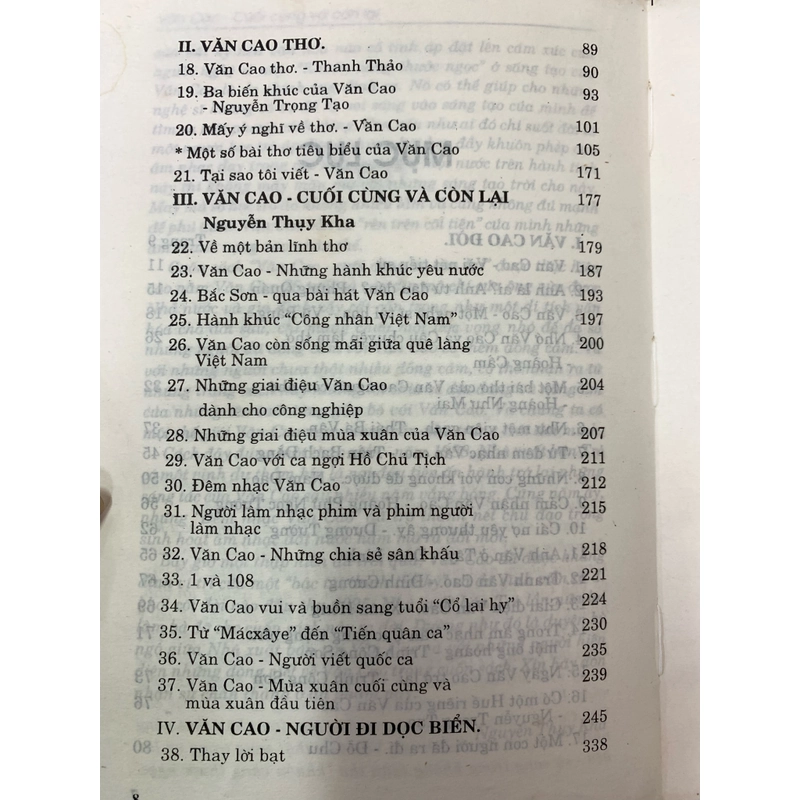 II. VĂN CAO THƠ. 89
18. Văn Cao thơ. - Thanh Thảo 90
19. Ba biến khúc của Văn Cao 93
- Nguyễn Trọng Tạo
20. Mấy ý nghĩ về thơ. - Văn Cao 101
* Một số bài thơ tiêu biểu của Văn Cao 105
21. Tại sao tôi viết - Văn Cao 171
III. VĂN CAO - CUỐI CÙNG VÀ CÒN LẠI 177
Nguyễn Thụy Kha
22. Về một bản lĩnh thơ 179
23. Văn Cao - Những hành khúc yêu nước 187
24. Bắc Sơn - qua bài hát Văn Cao 193
25. Hành khúc “Công nhân Việt Nam” 197
26. Văn Cao còn sống mãi giữa quê làng 200
Việt Nam
27. Những giai điệu Văn Cao 204
dành cho công nghiệp
28. Những giai điệu mùa xuân của Văn Cao 207
29. Văn Cao với ca ngợi Hồ Chủ Tịch 211
30. Đêm nhạc Văn Cao 212
31. Người làm nhạc phim và phim người 215
làm nhạc
32. Văn Cao - Những chia sẻ sân khấu 218
33. 1 và 108 221
34. Văn Cao vui và buồn sang tuổi “Cổ lai hy” 224
35. Từ “Mácxâye” đến “Tiến quân ca” 230
36. Văn Cao - Người viết quốc ca 235
37. Văn Cao - Mùa xuân cuối cùng và 239
mùa xuân đầu tiên
IV. VĂN CAO - NGƯỜI ĐI DỌC BIỂN. 245
38. Thay lời bạt 338
8